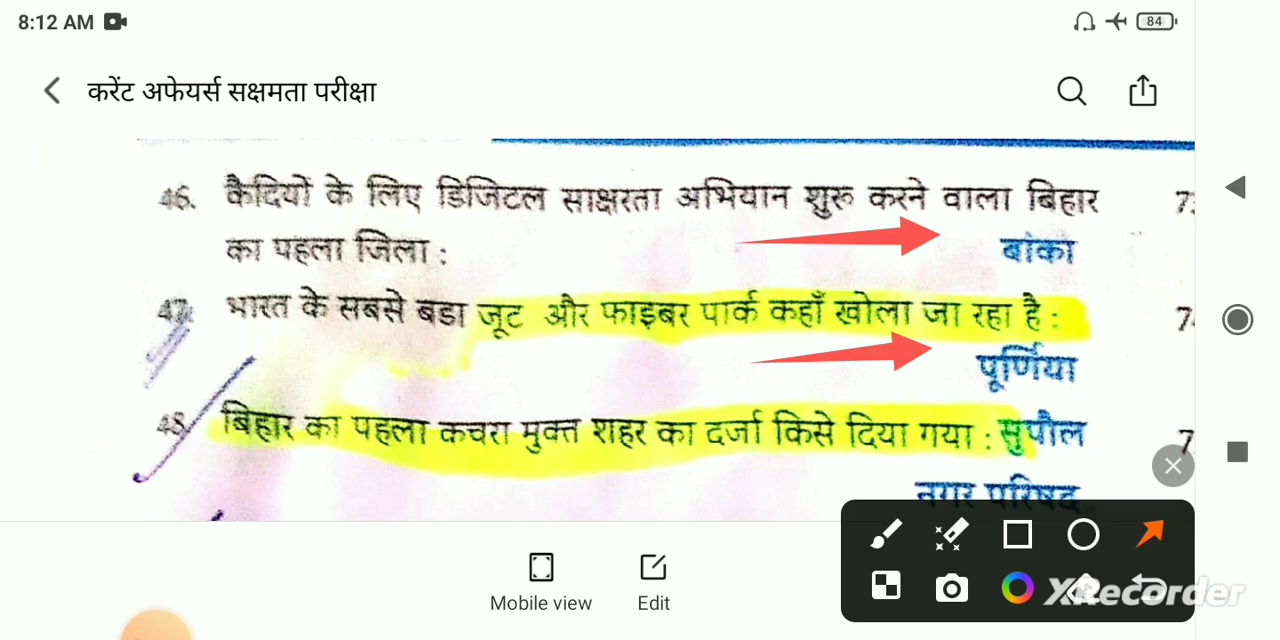 8:12 AM
84
करेंट अफेयर्स सक्षमता परीक्षा
46. कैदियों के लिए डिजिटल साक्षरता अभियान शुरू करने वाला बिहार
का पहला जिला :
बांका
47. भारत के सबसे बडा जूट और फाइबर पार्क कहाँ खोला जा रहा है :
पूर्णिया
48. बिहार का पहला कचरा मुक्त शहर का दर्जा किसे दिया गया : सुपौल
नगर परिषद
Mobile view
Edit
XRecorder